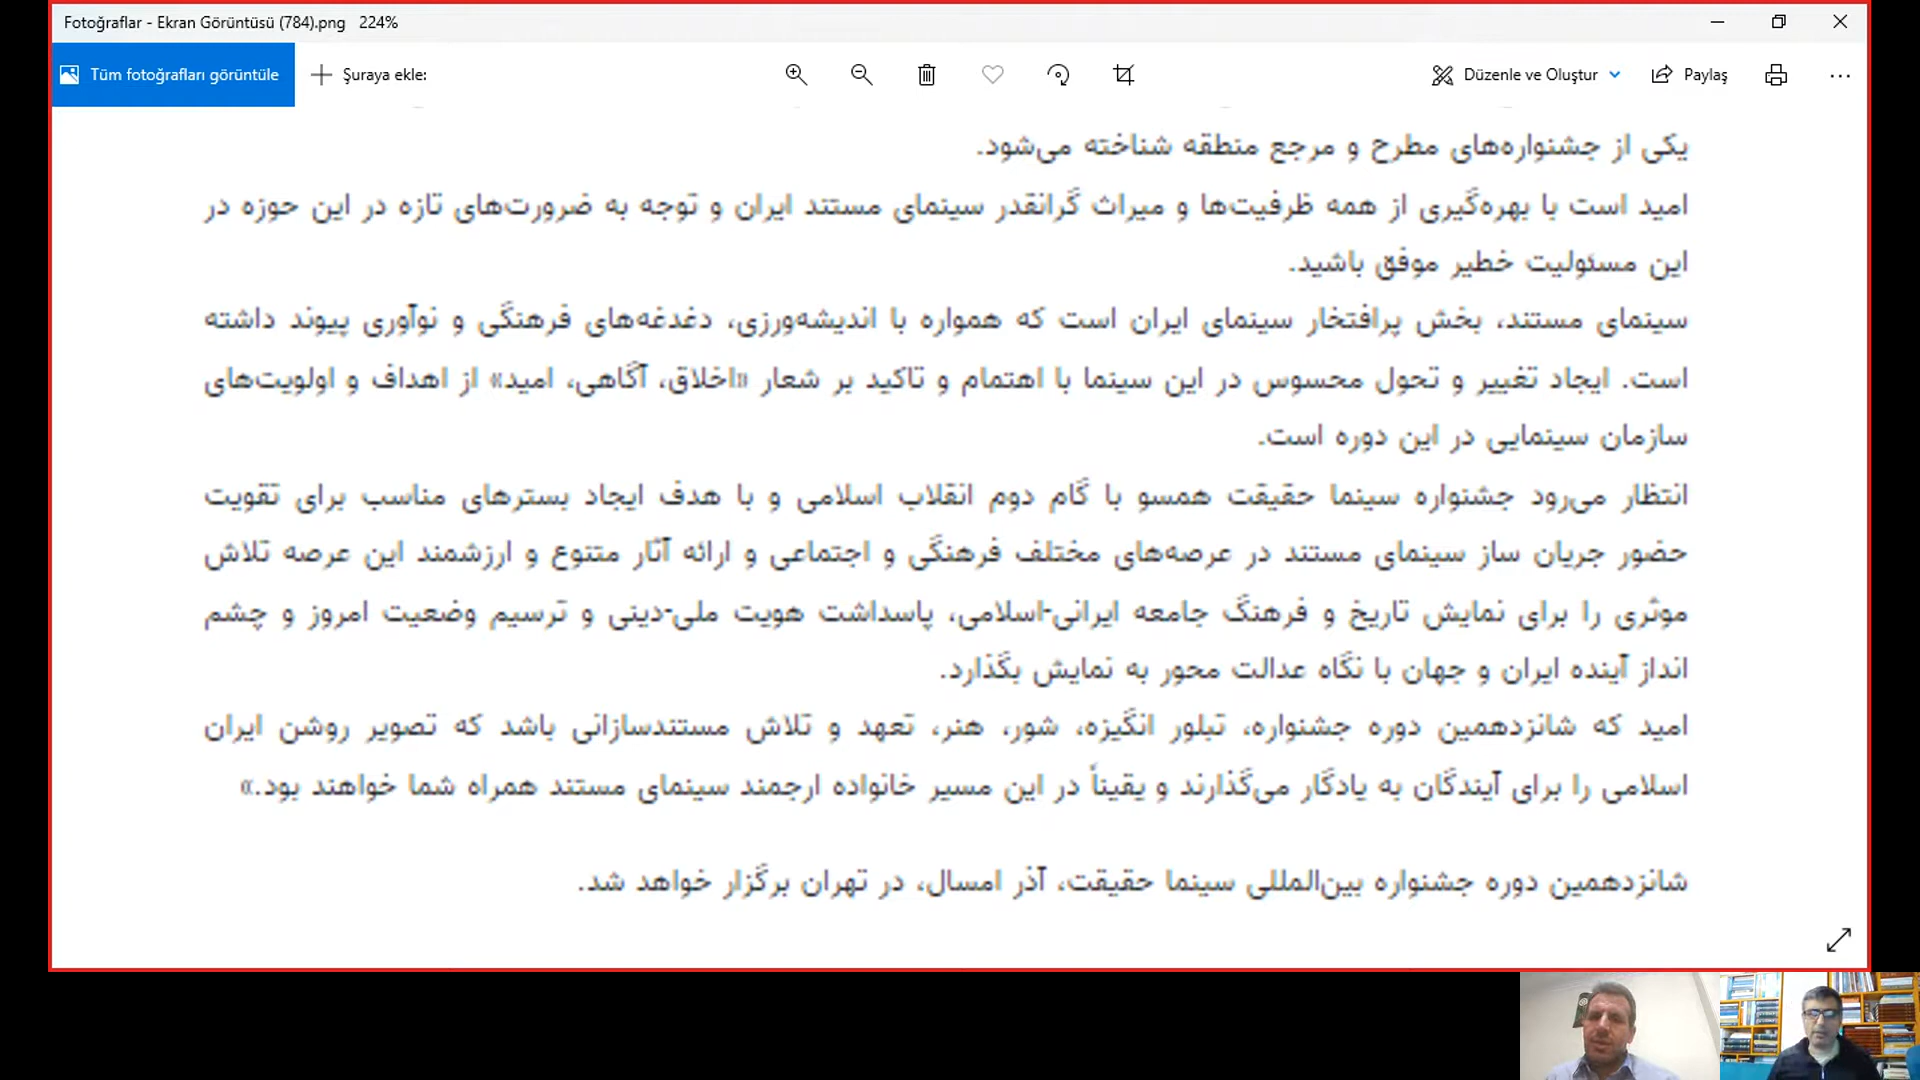 Fotoğraflar - Ekran Görüntüsü (784).png 224%
Tüm fotoğrafları görüntüle
Şuraya ekle:
Düzenle ve Oluştur
Paylaş
یکی از جشنواره‌های مطرح و مرجع منطقه شناخته می‌شود.
امید است با بهره‌گیری از همه ظرفیت‌ها و میراث گرانقدر سینمای مستند ایران و توجه به ضرورت‌های تازه در این حوزه در
این مسئولیت خطیر موفق باشید.
سینمای مستند، بخش پرافتخار سینمای ایران است که همواره با اندیشه‌ورزی، دغدغه‌های فرهنگی و نوآوری پیوند داشته
است. ایجاد تغییر و تحول محسوس در این سینما با اهتمام و تاکید بر شعار «اخلاق، آگاهی، امید» از اهداف و اولویت‌های
سازمان سینمایی در این دوره است.
انتظار می‌رود جشنواره سینما حقیقت همسو با گام دوم انقلاب اسلامی و با هدف ایجاد بسترهای مناسب برای تقویت
حضور جریان ساز سینمای مستند در عرصه‌های مختلف فرهنگی و اجتماعی و ارائه آثار متنوع و ارزشمند این عرصه تلاش
موثری را برای نمایش تاریخ و فرهنگ جامعه ایرانی-اسلامی، پاسداشت هویت ملی-دینی و ترسیم وضعیت امروز و چشم
انداز آینده ایران و جهان با نگاه عدالت محور به نمایش بگذارد.
امید که شانزدهمین دوره جشنواره، تبلور انگیزه، شور، هنر، تعهد و تلاش مستندسازانی باشد که تصویر روشن ایران
اسلامی را برای آیندگان به یادگار می‌گذارند و یقیناً در این مسیر خانواده ارجمند سینمای مستند همراه شما خواهند بود.»
شانزدهمین دوره جشنواره بین‌المللی سینما حقیقت، آذر امسال، در تهران برگزار خواهد شد.